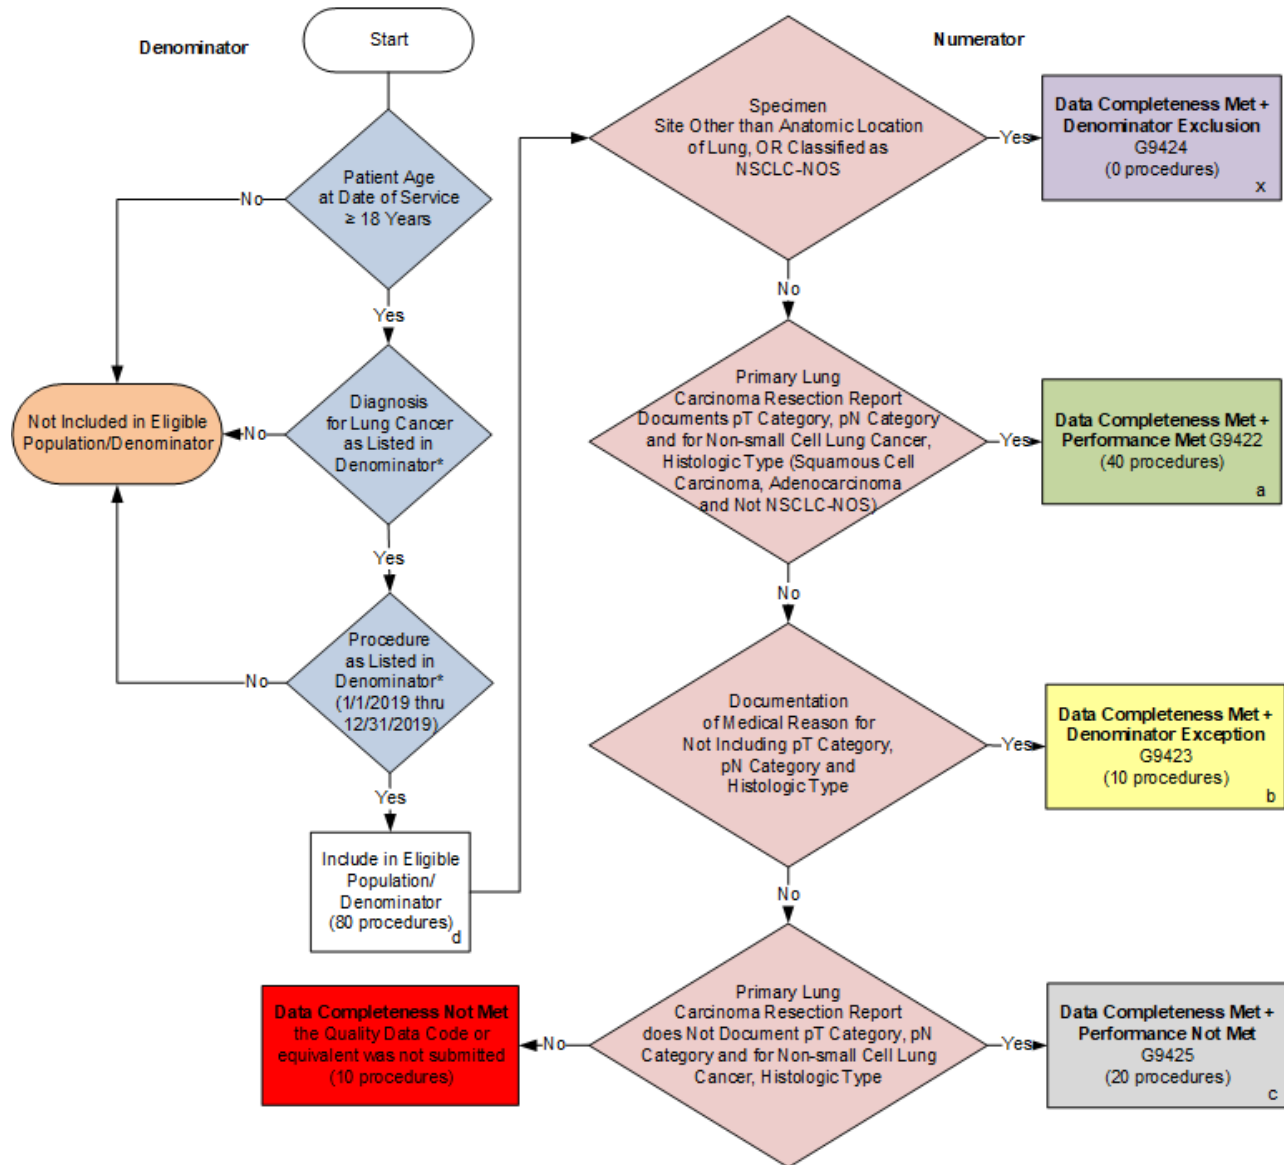 Denominator
Start
Numerator
Patient Age
at Date of Service
≥ 18 Years
No
Yes
Diagnosis
for Lung Cancer
as Listed in
Denominator*
No
Not Included in Eligible
Population/Denominator
Yes
Procedure
as Listed in
Denominator*
(1/1/2019 thru
12/31/2019)
No
Yes
Include in Eligible
Population/
Denominator
(80 procedures)
d
Specimen
Site Other than Anatomic Location
of Lung, OR Classified as
NSCLC-NOS
Yes
Data Completeness Met +
Denominator Exclusion
G9424
(0 procedures)
x
No
Primary Lung
Carcinoma Resection Report
Documents pT Category, pN Category
and for Non-small Cell Lung Cancer,
Histologic Type (Squamous Cell
Carcinoma, Adenocarcinoma
and Not NSCLC-NOS)
Yes
Data Completeness Met +
Performance Met G9422
(40 procedures)
a
No
Documentation
of Medical Reason for
Not Including pT Category,
pN Category and
Histologic Type
Yes
Data Completeness Met +
Denominator Exception
G9423
(10 procedures)
b
No
Primary Lung
Carcinoma Resection Report
does Not Document pT Category, pN
Category and for Non-small Cell Lung
Cancer, Histologic Type
Yes
Data Completeness Met +
Performance Not Met
G9425
(20 procedures)
c
No
Data Completeness Not Met
the Quality Data Code or
equivalent was not submitted
(10 procedures)